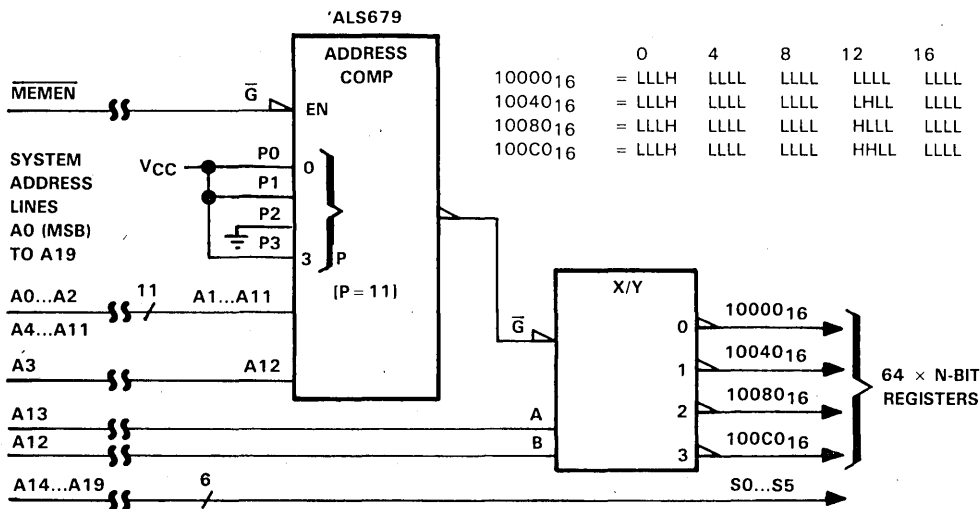 'ALS679
ADDRESS
COMP
MEMEN
G
EN
SYSTEM
ADDRESS
LINES
A0 (MSB)
TO A19
VCC
P0
0
P1
P2
P3
3
P
(P = 11)
A0...A2
11
A1...A11
A4...A11
A3
A12
A13
A
A12
B
A14...A19
6
S0...S5
0 4 8 12 16
10000₁₆ = LLLH LLLL LLLL LLLL LLLL
10040₁₆ = LLLH LLLL LLLL LHLL LLLL
10080₁₆ = LLLH LLLL LLLL HLLL LLLL
100C0₁₆ = LLLH LLLL LLLL HHLL LLLL
X/Y
G
0 10000₁₆
1 10040₁₆
2 10080₁₆
3 100C0₁₆
64 × N-BIT
REGISTERS